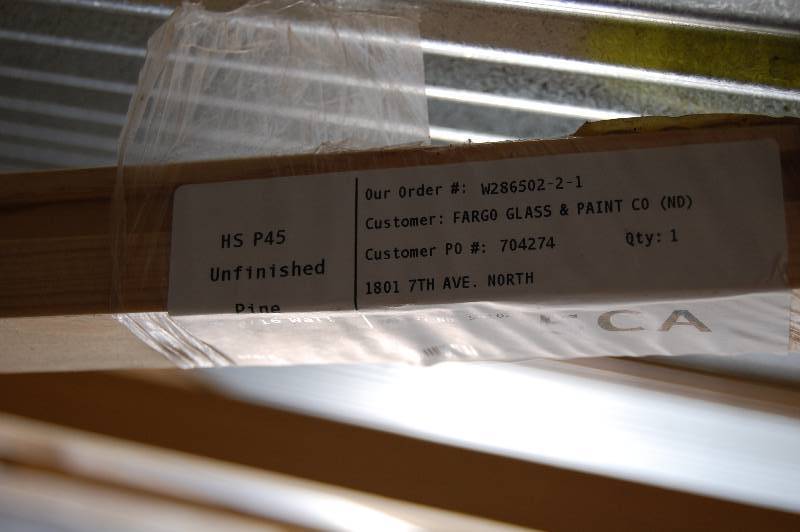 HS P45
Unfinished
Pine
Our Order #: W286502-2-1
Customer: FARGO GLASS & PAINT CO (ND)
Customer PO #: 704274 Qty: 1
1801 7TH AVE. NORTH
CA